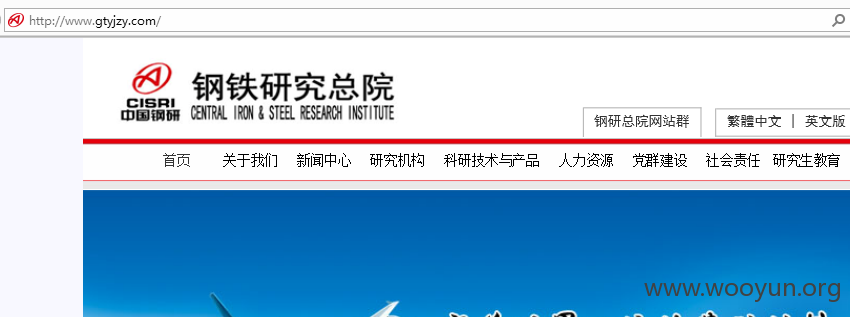 http://www.gtyjzy.com/
CISRI
中国钢研
钢铁研究总院
CENTRAL IRON & STEEL RESEARCH INSTITUTE
钢研总院网站群
繁體中文 | 英文版
首页 关于我们 新闻中心 研究机构 科研技术与产品 人力资源 党群建设 社会责任 研究生教育
www.wooyun.org